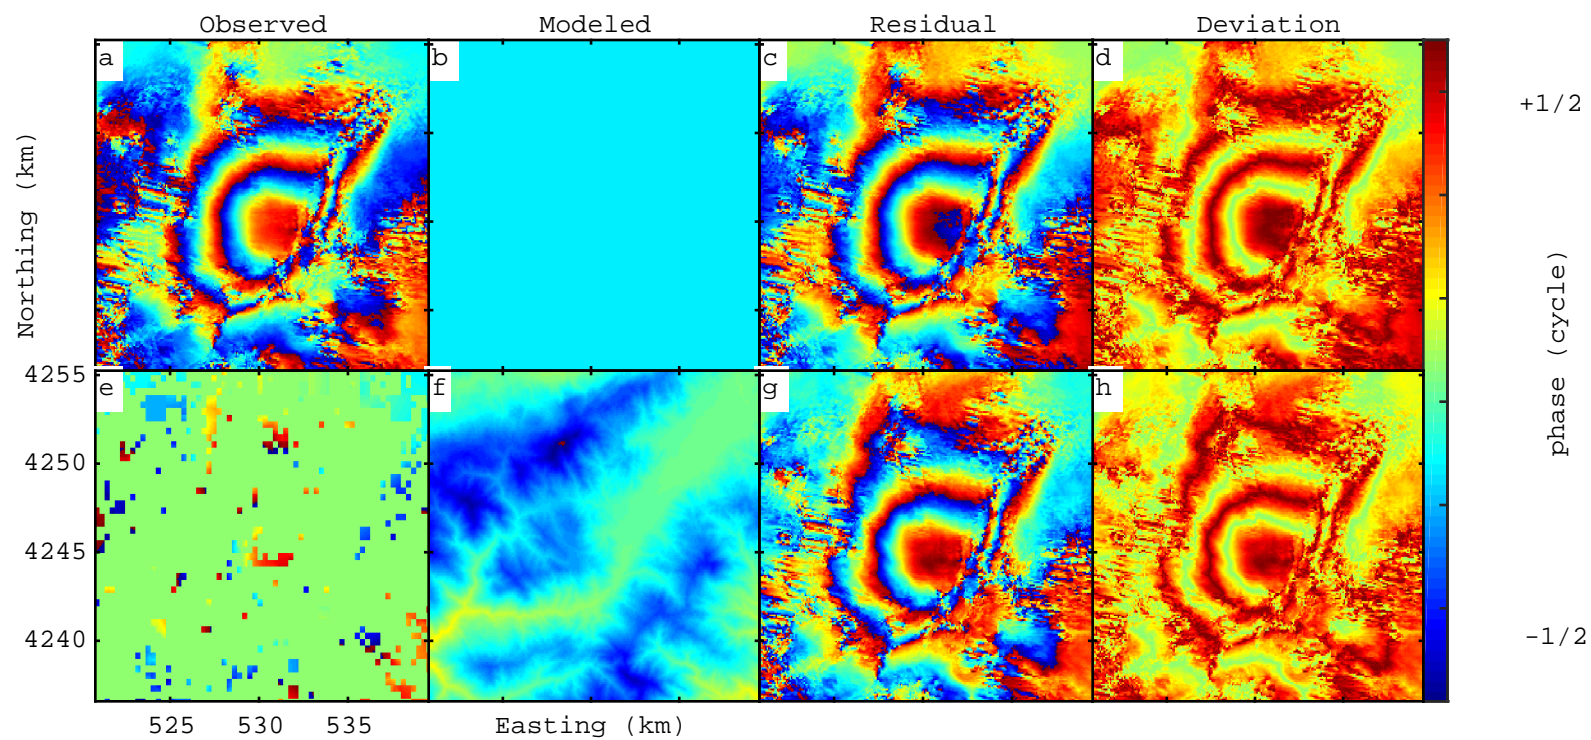 Observed Modeled Residual Deviation
a b c d
+1/2
Northing (km)
phase (cycle)
4255
e f g h
4250
4245
4240
-1/2
525 530 535 Easting (km)